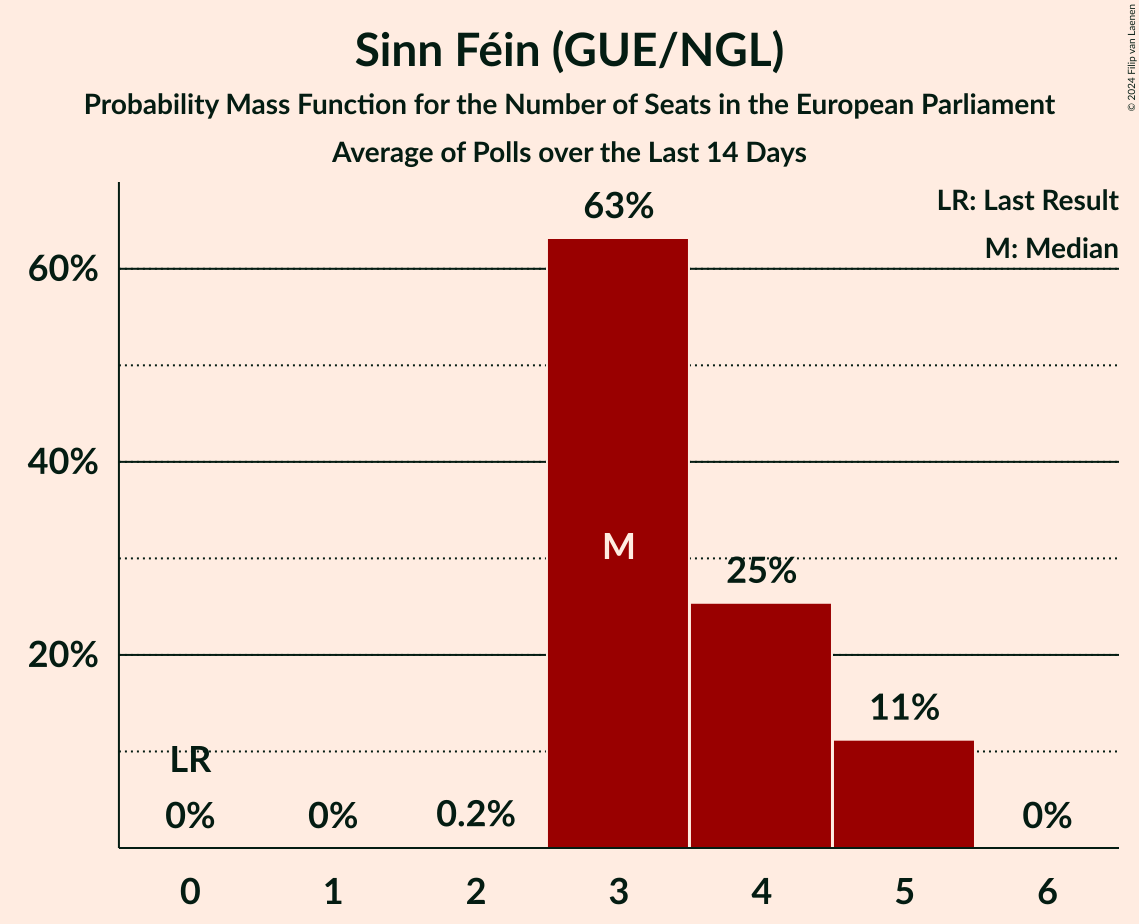 Sinn Féin (GUE/NGL)
Probability Mass Function for the Number of Seats in the European Parliament
Average of Polls over the Last 14 Days
© 2024 Filip van Laenen
LR: Last Result
M: Median
63%
60%
40%
M
25%
20%
11%
LR
0%
0%
0.2%
0%
0 1 2 3 4 5 6